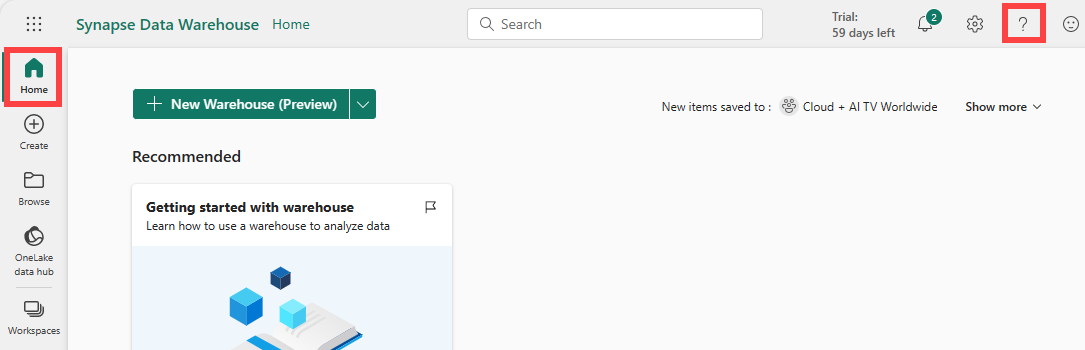 Synapse Data Warehouse Home
Search
Trial:
59 days left
2
?
Home
Create
Browse
OneLake
data hub
Workspaces
New Warehouse (Preview)
New items saved to : Cloud + AI TV Worldwide Show more
Recommended
Getting started with warehouse
Learn how to use a warehouse to analyze data